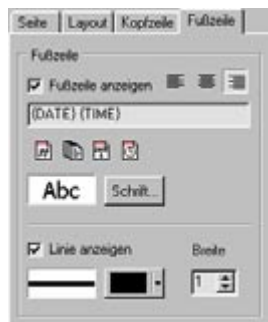 Seite Layout Kopfzeile Fußzeile
Fußzeile
Fußzeile anzeigen
{DATE} {TIME}
Abc Schrift...
Linie anzeigen Breite
1